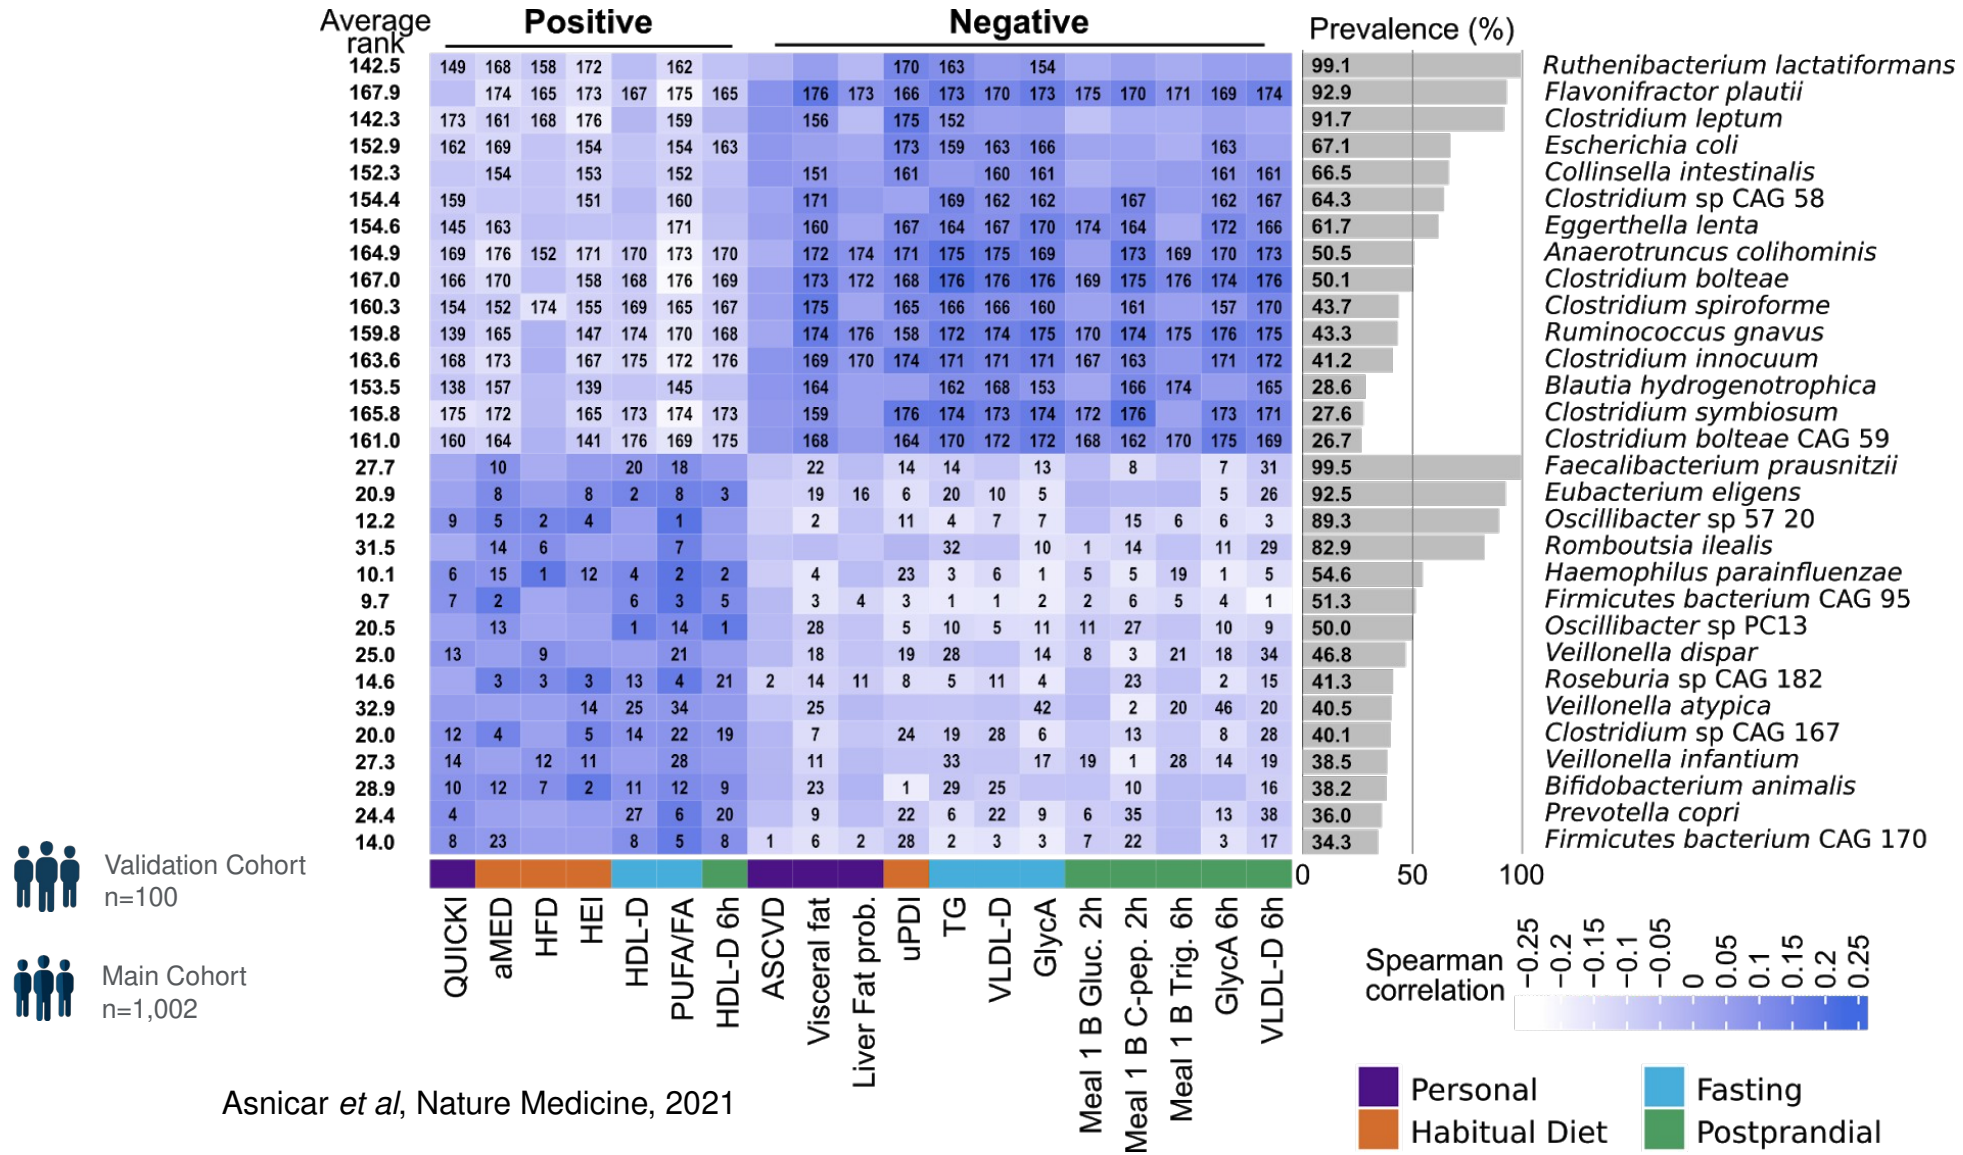 Average rank Positive Negative Prevalence (%)
142.5 149 168 158 172 162 170 163 154 99.1 Ruthenibacterium lactatiformans
167.9 174 165 173 167 175 165 176 173 166 173 170 173 175 170 171 169 174 92.9 Flavonifractor plautii
142.3 173 161 168 176 159 156 175 152 91.7 Clostridium leptum
152.9 162 169 154 154 163 173 159 163 166 163 67.1 Escherichia coli
152.3 154 153 152 151 161 160 161 161 161 66.5 Collinsella intestinalis
154.4 159 151 160 171 169 162 162 167 162 167 64.3 Clostridium sp CAG 58
154.6 145 163 171 160 167 164 167 170 174 164 172 166 61.7 Eggerthella lenta
164.9 169 176 152 171 170 173 170 172 174 171 175 175 169 173 169 170 173 50.5 Anaerotruncus colihominis
167.0 166 170 158 168 176 169 173 172 168 176 176 176 169 175 176 174 176 50.1 Clostridium bolteae
160.3 154 152 174 155 169 165 167 175 165 166 166 160 161 157 170 43.7 Clostridium spiroforme
159.8 139 165 147 174 170 168 174 176 158 172 174 175 170 174 175 176 175 43.3 Ruminococcus gnavus
163.6 168 173 167 175 172 176 169 170 174 171 171 171 167 163 171 172 41.2 Clostridium innocuum
153.5 138 157 139 145 164 162 168 153 166 174 165 28.6 Blautia hydrogenotrophica
165.8 175 172 165 173 174 173 159 176 174 173 174 172 176 173 171 27.6 Clostridium symbiosum
161.0 160 164 141 176 169 175 168 164 170 172 172 168 162 170 175 169 26.7 Clostridium bolteae CAG 59
27.7 10 20 18 22 14 14 13 8 7 31 99.5 Faecalibacterium prausnitzii
20.9 8 8 2 8 3 19 16 6 20 10 5 5 26 92.5 Eubacterium eligens
12.2 9 5 2 4 1 2 11 4 7 7 15 6 6 3 89.3 Oscillibacter sp 57 20
31.5 14 6 7 32 10 1 14 11 29 82.9 Romboutsia ilealis
10.1 6 15 1 12 4 2 2 4 23 3 6 1 5 5 19 1 5 54.6 Haemophilus parainfluenzae
9.7 7 2 6 3 5 3 4 3 1 1 2 2 6 5 4 1 51.3 Firmicutes bacterium CAG 95
20.5 13 1 14 1 28 5 10 5 11 11 27 10 9 50.0 Oscillibacter sp PC13
25.0 13 9 21 18 19 28 14 8 3 21 18 34 46.8 Veillonella dispar
14.6 3 3 3 13 4 21 2 14 11 8 5 11 4 23 2 15 41.3 Roseburia sp CAG 182
32.9 14 25 34 25 42 2 20 46 20 40.5 Veillonella atypica
20.0 12 4 5 14 22 19 7 24 19 28 6 13 8 28 40.1 Clostridium sp CAG 167
27.3 14 12 11 28 11 33 17 19 1 28 14 19 38.5 Veillonella infantium
28.9 10 12 7 2 11 12 9 23 1 29 25 10 16 38.2 Bifidobacterium animalis
24.4 4 27 6 20 9 22 6 22 9 6 35 13 38 36.0 Prevotella copri
14.0 8 23 8 5 8 1 6 2 28 2 3 3 7 22 3 17 34.3 Firmicutes bacterium CAG 170
0 50 100
QUICKI
aMED
HFD
HEI
HDL-D
PUFA/FA
HDL-D 6h
ASCVD
Visceral fat
Liver Fat prob.
uPDI
TG
VLDL-D
GlycA
Meal 1 B Gluc. 2h
Meal 1 B C-pep. 2h
Meal 1 B Trig. 6h
GlycA 6h
VLDL-D 6h
Validation Cohort
n=100
Main Cohort
n=1,002
Spearman
correlation
−0.25 −0.2 −0.15 −0.1 −0.05 0 0.05 0.1 0.15 0.2 0.25
Personal
Fasting
Habitual Diet
Postprandial
Asnicar et al, Nature Medicine, 2021